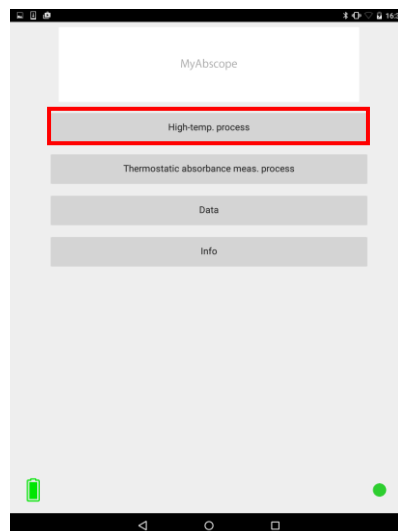 MyAbscope
High-temp. process
Thermostatic absorbance meas. process
Data
Info